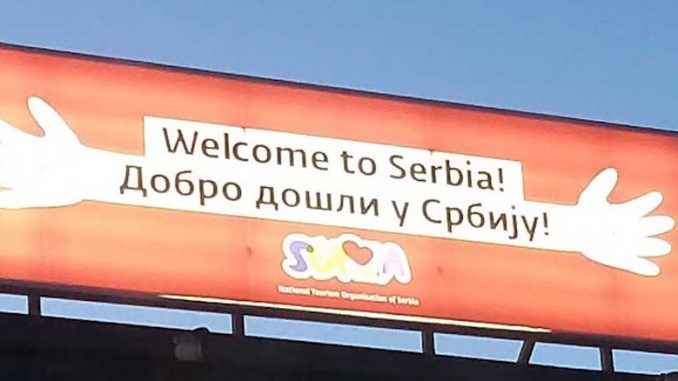 Welcome to Serbia!
Добро дошли у Србију!
National Tourism Organisation of Serbia